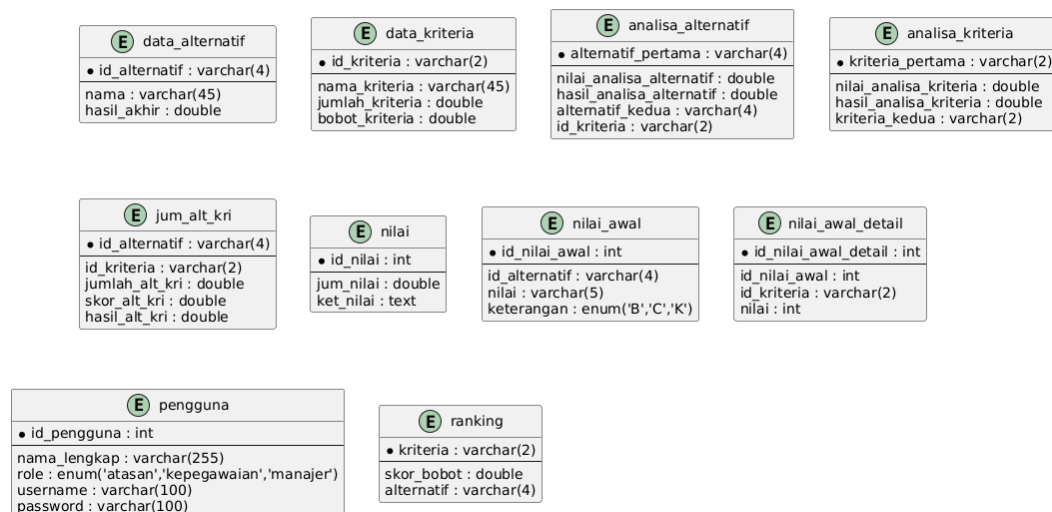 E data_alternatif
• id_alternatif : varchar(4)
nama : varchar(45)
hasil_akhir : double
E data_kriteria
• id_kriteria : varchar(2)
nama_kriteria : varchar(45)
jumlah_kriteria : double
bobot_kriteria : double
E analisa_alternatif
• alternatif_pertama : varchar(4)
nilai_analisa_alternatif : double
hasil_analisa_alternatif : double
alternatif_kedua : varchar(4)
id_kriteria : varchar(2)
E analisa_kriteria
• kriteria_pertama : varchar(2)
nilai_analisa_kriteria : double
hasil_analisa_kriteria : double
kriteria_kedua : varchar(2)
E jum_alt_kri
• id_alternatif : varchar(4)
id_kriteria : varchar(2)
jumlah_alt_kri : double
skor_alt_kri : double
hasil_alt_kri : double
E nilai
• id_nilai : int
jum_nilai : double
ket_nilai : text
E nilai_awal
• id_nilai_awal : int
id_alternatif : varchar(4)
nilai : varchar(5)
keterangan : enum('B','C','K')
E nilai_awal_detail
• id_nilai_awal_detail : int
id_nilai_awal : int
id_kriteria : varchar(2)
nilai : int
E pengguna
• id_pengguna : int
nama_lengkap : varchar(255)
role : enum('atasan','kepegawaian','manajer')
username : varchar(100)
password : varchar(100)
E ranking
• kriteria : varchar(2)
skor_bobot : double
alternatif : varchar(4)